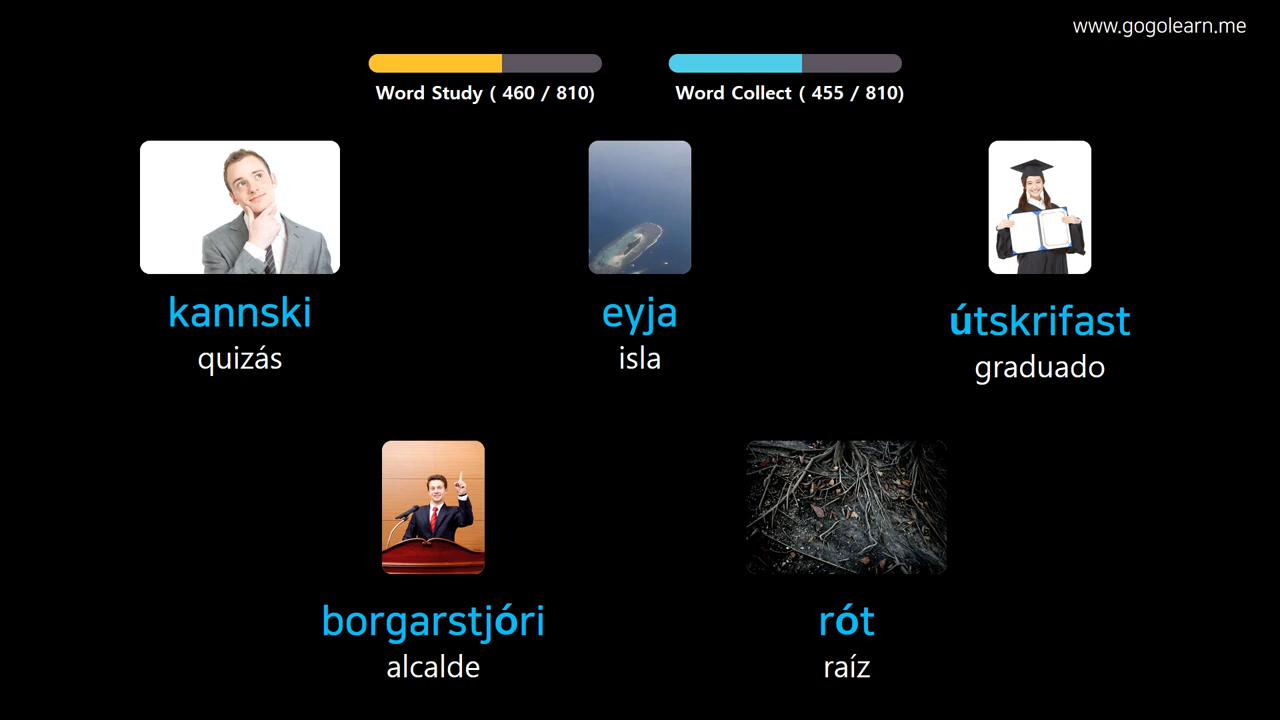 www.gogolearn.me
Word Study ( 460 / 810)
Word Collect ( 455 / 810)
kannski
quizás
eyja
isla
útskrifast
graduado
borgarstjóri
alcalde
rót
raíz